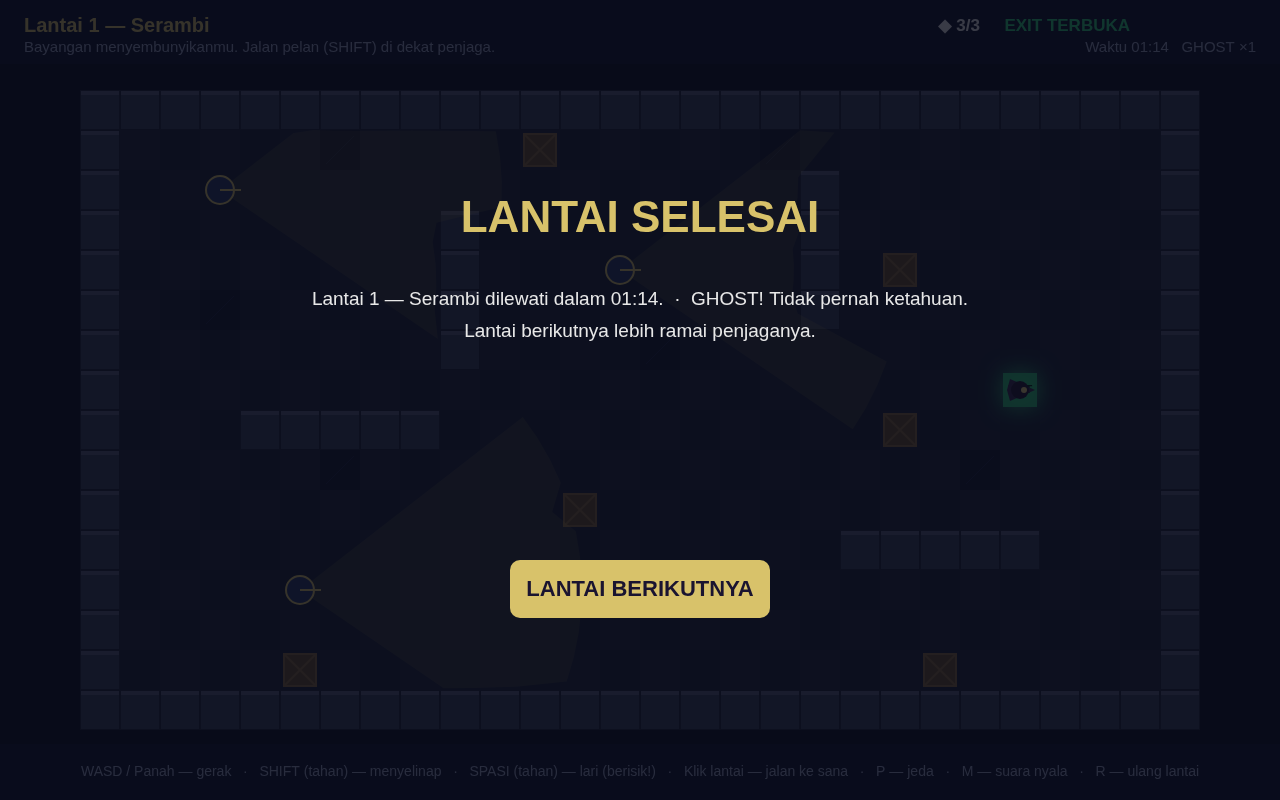 Lantai 1 — Serambi
◆ 3/3 EXIT TERBUKA
Bayangan menyembunyikanmu. Jalan pelan (SHIFT) di dekat penjaga.
Waktu 01:14 GHOST ×1
LANTAI SELESAI
Lantai 1 — Serambi dilewati dalam 01:14. · GHOST! Tidak pernah ketahuan.
Lantai berikutnya lebih ramai penjaganya.
LANTAI BERIKUTNYA
WASD / Panah — gerak · SHIFT (tahan) — menyelinap · SPASI (tahan) — lari (berisik!) · Klik lantai — jalan ke sana · P — jeda · M — suara nyala · R — ulang lantai